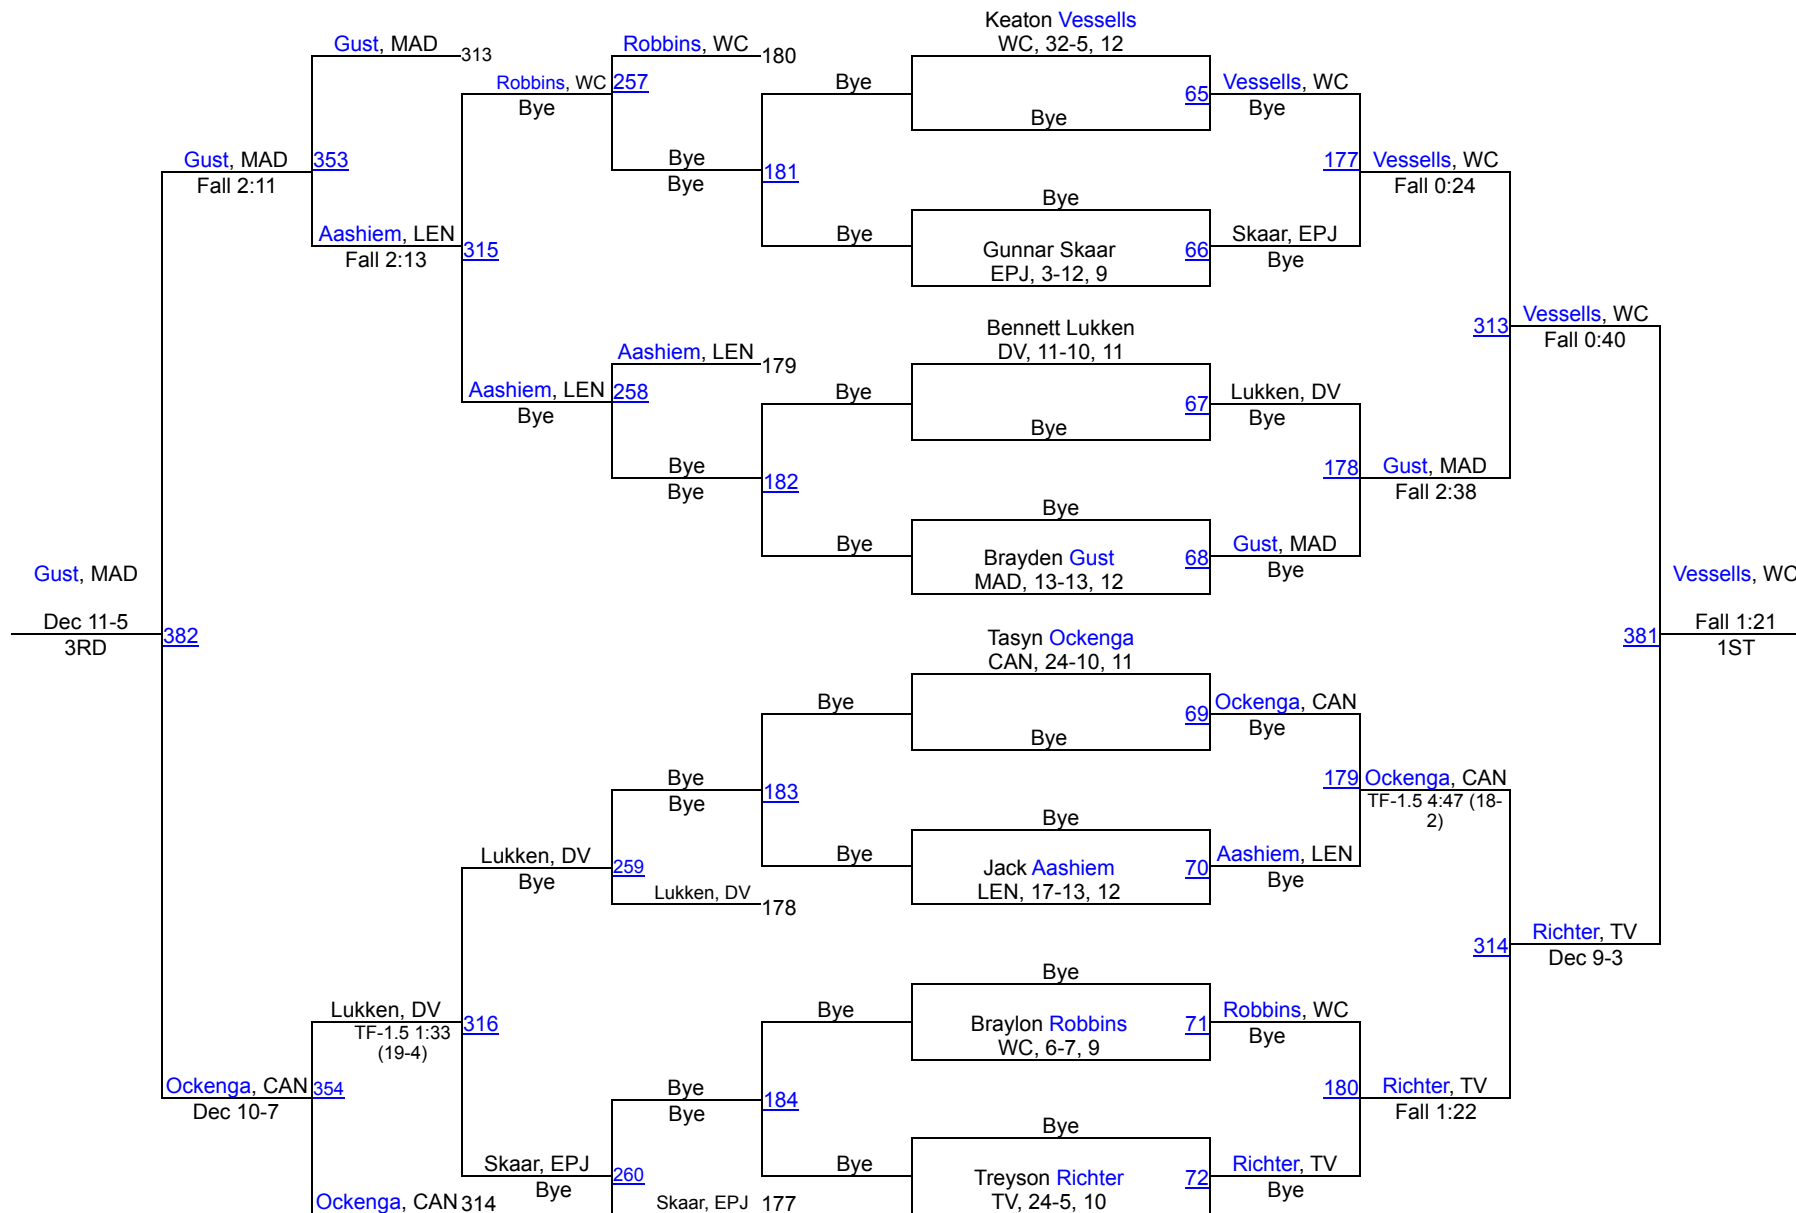 Keaton Vessells
WC, 32-5, 12
Gust, MAD
313
Robbins, WC
180
Robbins, WC
257
Bye
Bye
65
Vessells, WC
Bye
Bye
Gust, MAD
353
Fall 2:11
Bye
Bye
181
177
Vessells, WC
Fall 0:24
Bye
Aashiem, LEN
315
Fall 2:13
Bye
Gunnar Skaar
EPJ, 3-12, 9
66
Skaar, EPJ
Bye
313
Vessells, WC
Fall 0:40
Bennett Lukken
DV, 11-10, 11
Aashiem, LEN
179
Aashiem, LEN
258
Bye
Bye
67
Lukken, DV
Bye
Bye
Bye
Bye
182
178
Gust, MAD
Fall 2:38
Bye
Bye
Brayden Gust
MAD, 13-13, 12
68
Gust, MAD
Bye
Gust, MAD
Dec 11-5
3RD
382
Vessells, WC
381
Fall 1:21
1ST
Tasyn Ockenga
CAN, 24-10, 11
Bye
69
Ockenga, CAN
Bye
Bye
Bye
Bye
183
179
Ockenga, CAN
TF-1.5 4:47 (18-
2)
Bye
Lukken, DV
Bye
259
Bye
Jack Aashiem
LEN, 17-13, 12
70
Aashiem, LEN
Bye
Lukken, DV
178
314
Richter, TV
Dec 9-3
Bye
Lukken, DV
TF-1.5 1:33
(19-4)
316
Bye
Braylon Robbins
WC, 6-7, 9
71
Robbins, WC
Bye
Ockenga, CAN
354
Dec 10-7
Bye
Bye
184
180
Richter, TV
Fall 1:22
Bye
Skaar, EPJ
Bye
260
Bye
Treyson Richter
TV, 24-5, 10
72
Richter, TV
Bye
Ockenga, CAN
314
Skaar, EPJ
177